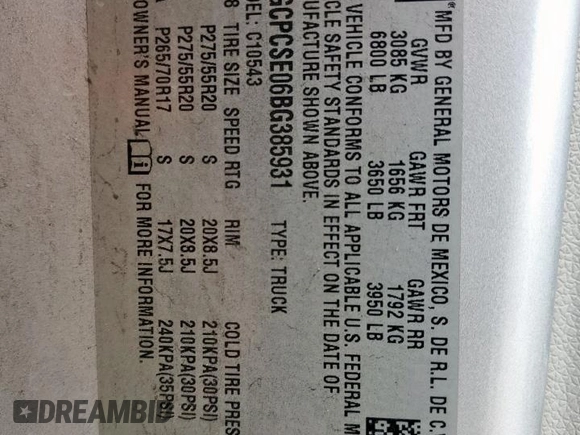 MFD BY GENERAL MOTORS DE MEXICO, S. DE R.L. DE C.V
GVWR GAWR FRT GAWR RR
3085 KG 1656 KG 1792 KG
6800 LB 3650 LB 3950 LB
VEHICLE CONFORMS TO ALL APPLICABLE U.S. FEDERAL M
CLE SAFETY STANDARDS IN EFFECT ON THE DATE OF
UFACTURE SHOWN ABOVE.
GCPCSE06BG385931 TYPE: TRUCK
DEL: C10543
8 TIRE SIZE SPEED RTG RIM COLD TIRE PRES
P275/55R20 S 20X8.5J 210KPA(30PSI)
P275/55R20 S 20X8.5J 210KPA(30PSI)
P265/70R17 S 17X7.5J 240KPA(35PSI)
OWNER'S MANUAL i FOR MORE INFORMATION.
DREAMBID